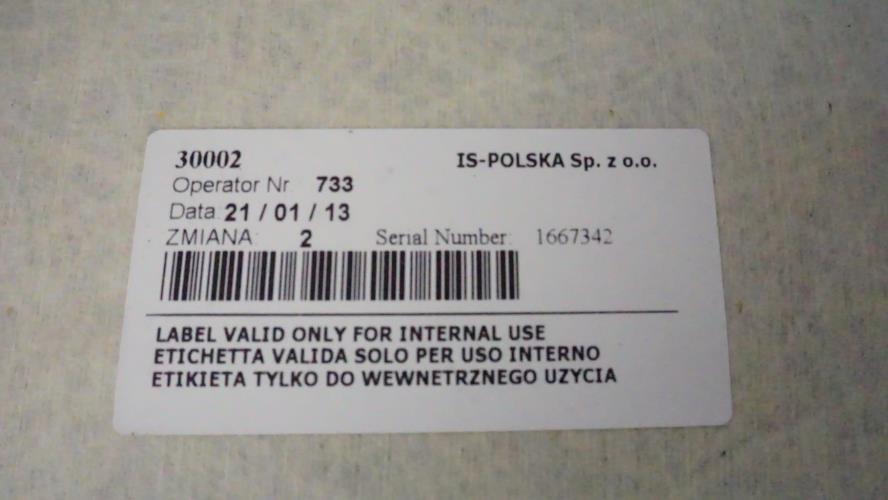 30002 IS-POLSKA Sp. z o.o.
Operator Nr 733
Data: 21 / 01 / 13
ZMIANA: 2 Serial Number: 1667342
LABEL VALID ONLY FOR INTERNAL USE
ETICHETTA VALIDA SOLO PER USO INTERNO
ETIKIETA TYLKO DO WEWNETRZNEGO UZYCIA